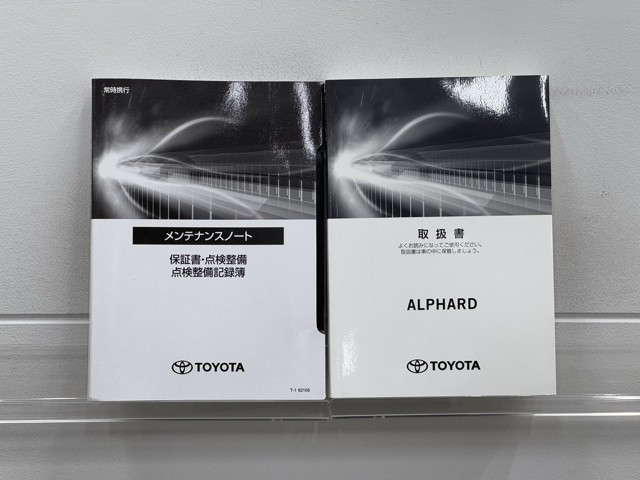 常時携行
メンテナンスノート
保証書・点検整備
点検整備記録簿
TOYOTA
取扱書
よくお読みになってご使用ください。
取扱書は車の中に保管しましょう。
ALPHARD
TOYOTA